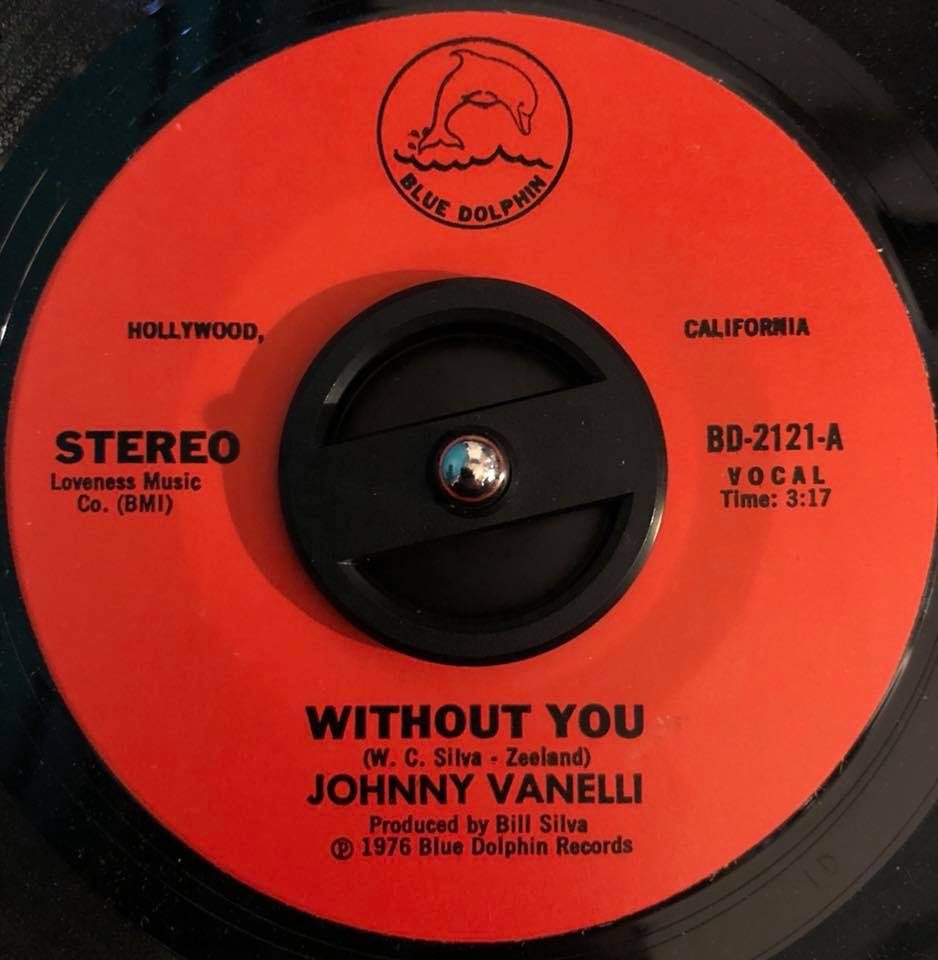 BLUE DOLPHIN
HOLLYWOOD,
CALIFORNIA
STEREO
Loveness Music
Co. (BMI)
BD-2121-A
VOCAL
Time: 3:17
WITHOUT YOU
(W. C. Silva - Zeeland)
JOHNNY VANELLI
Produced by Bill Silva
℗ 1976 Blue Dolphin Records